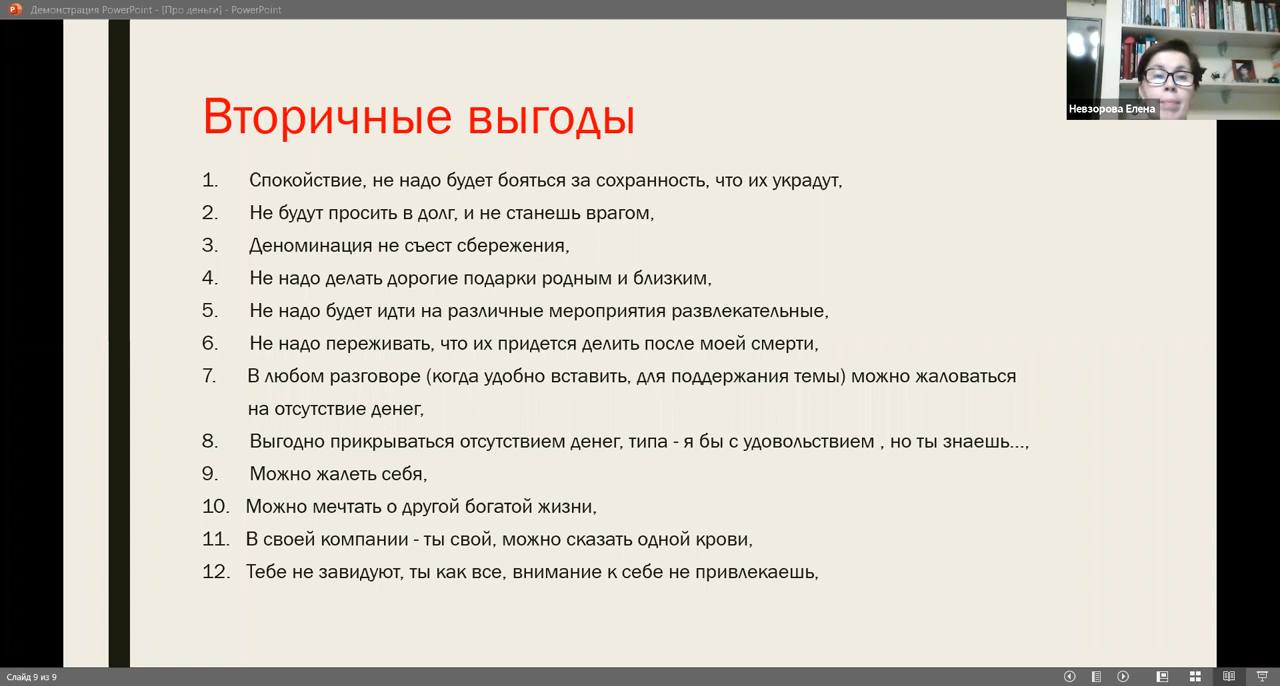 Демонстрация PowerPoint - [Про деньги] - PowerPoint
Невзорова Елена
Вторичные выгоды
1. Спокойствие, не надо будет бояться за сохранность, что их украдут,
2. Не будут просить в долг, и не станешь врагом,
3. Деноминация не съест сбережения,
4. Не надо делать дорогие подарки родным и близким,
5. Не надо будет идти на различные мероприятия развлекательные,
6. Не надо переживать, что их придется делить после моей смерти,
7. В любом разговоре (когда удобно вставить, для поддержания темы) можно жаловаться
на отсутствие денег,
8. Выгодно прикрываться отсутствием денег, типа - я бы с удовольствием , но ты знаешь...,
9. Можно жалеть себя,
10. Можно мечтать о другой богатой жизни,
11. В своей компании - ты свой, можно сказать одной крови,
12. Тебе не завидуют, ты как все, внимание к себе не привлекаешь,
Слайд 9 из 9